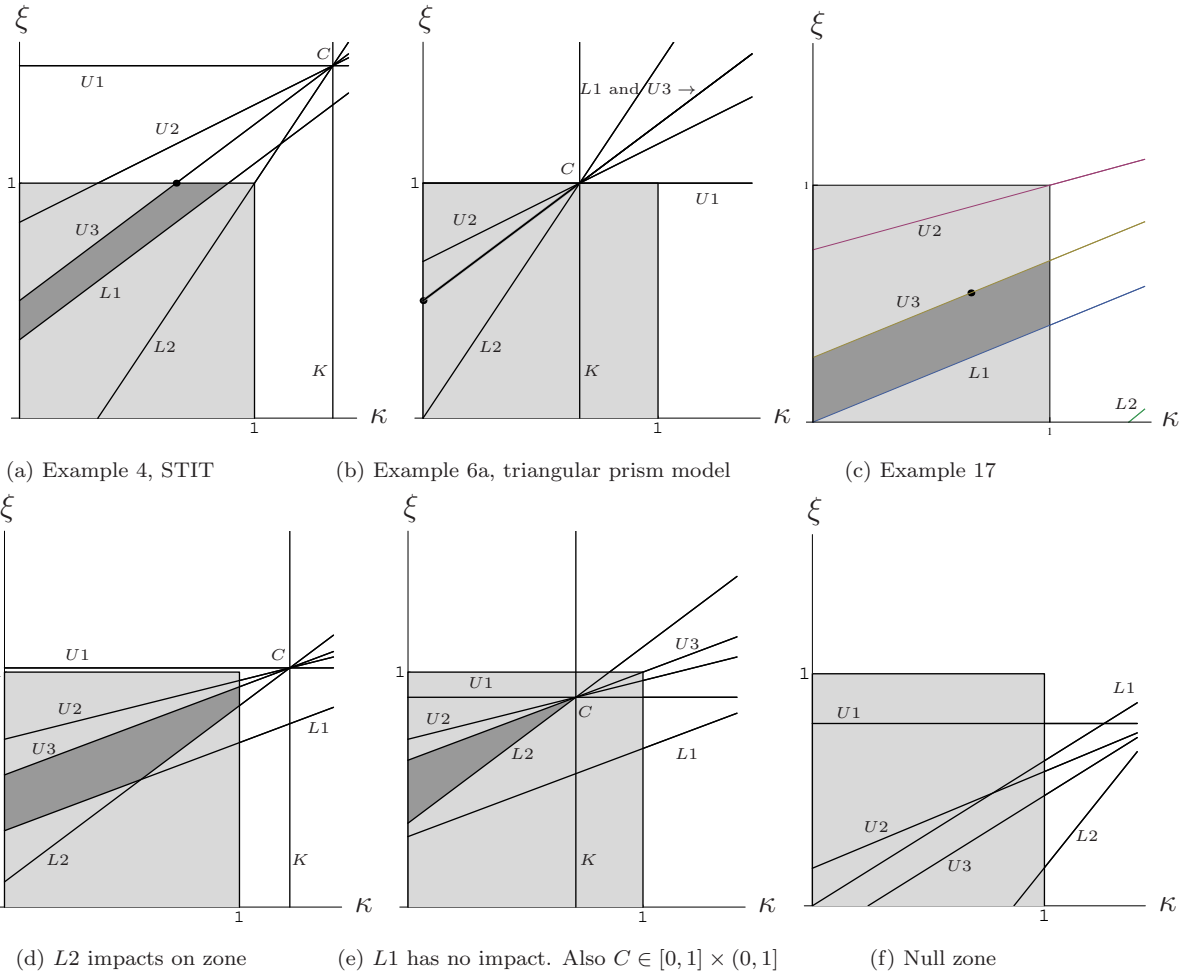 ξ
C
U1
U2
1
U3
L1
L2
K
1
κ
(a) Example 4, STIT
ξ
L1 and U3 →
C
1
U1
U2
L2
K
1
κ
(b) Example 6a, triangular prism model
ξ
1
U2
U3
L1
L2
1
κ
(c) Example 17
ξ
U1
C
U2
L1
U3
L2
K
1
κ
(d) L2 impacts on zone
ξ
U3
1
U1
U2
C
L2
L1
K
1
κ
(e) L1 has no impact. Also C ∈ [0, 1] × (0, 1]
ξ
1
L1
U1
U2
L2
U3
1
κ
(f) Null zone